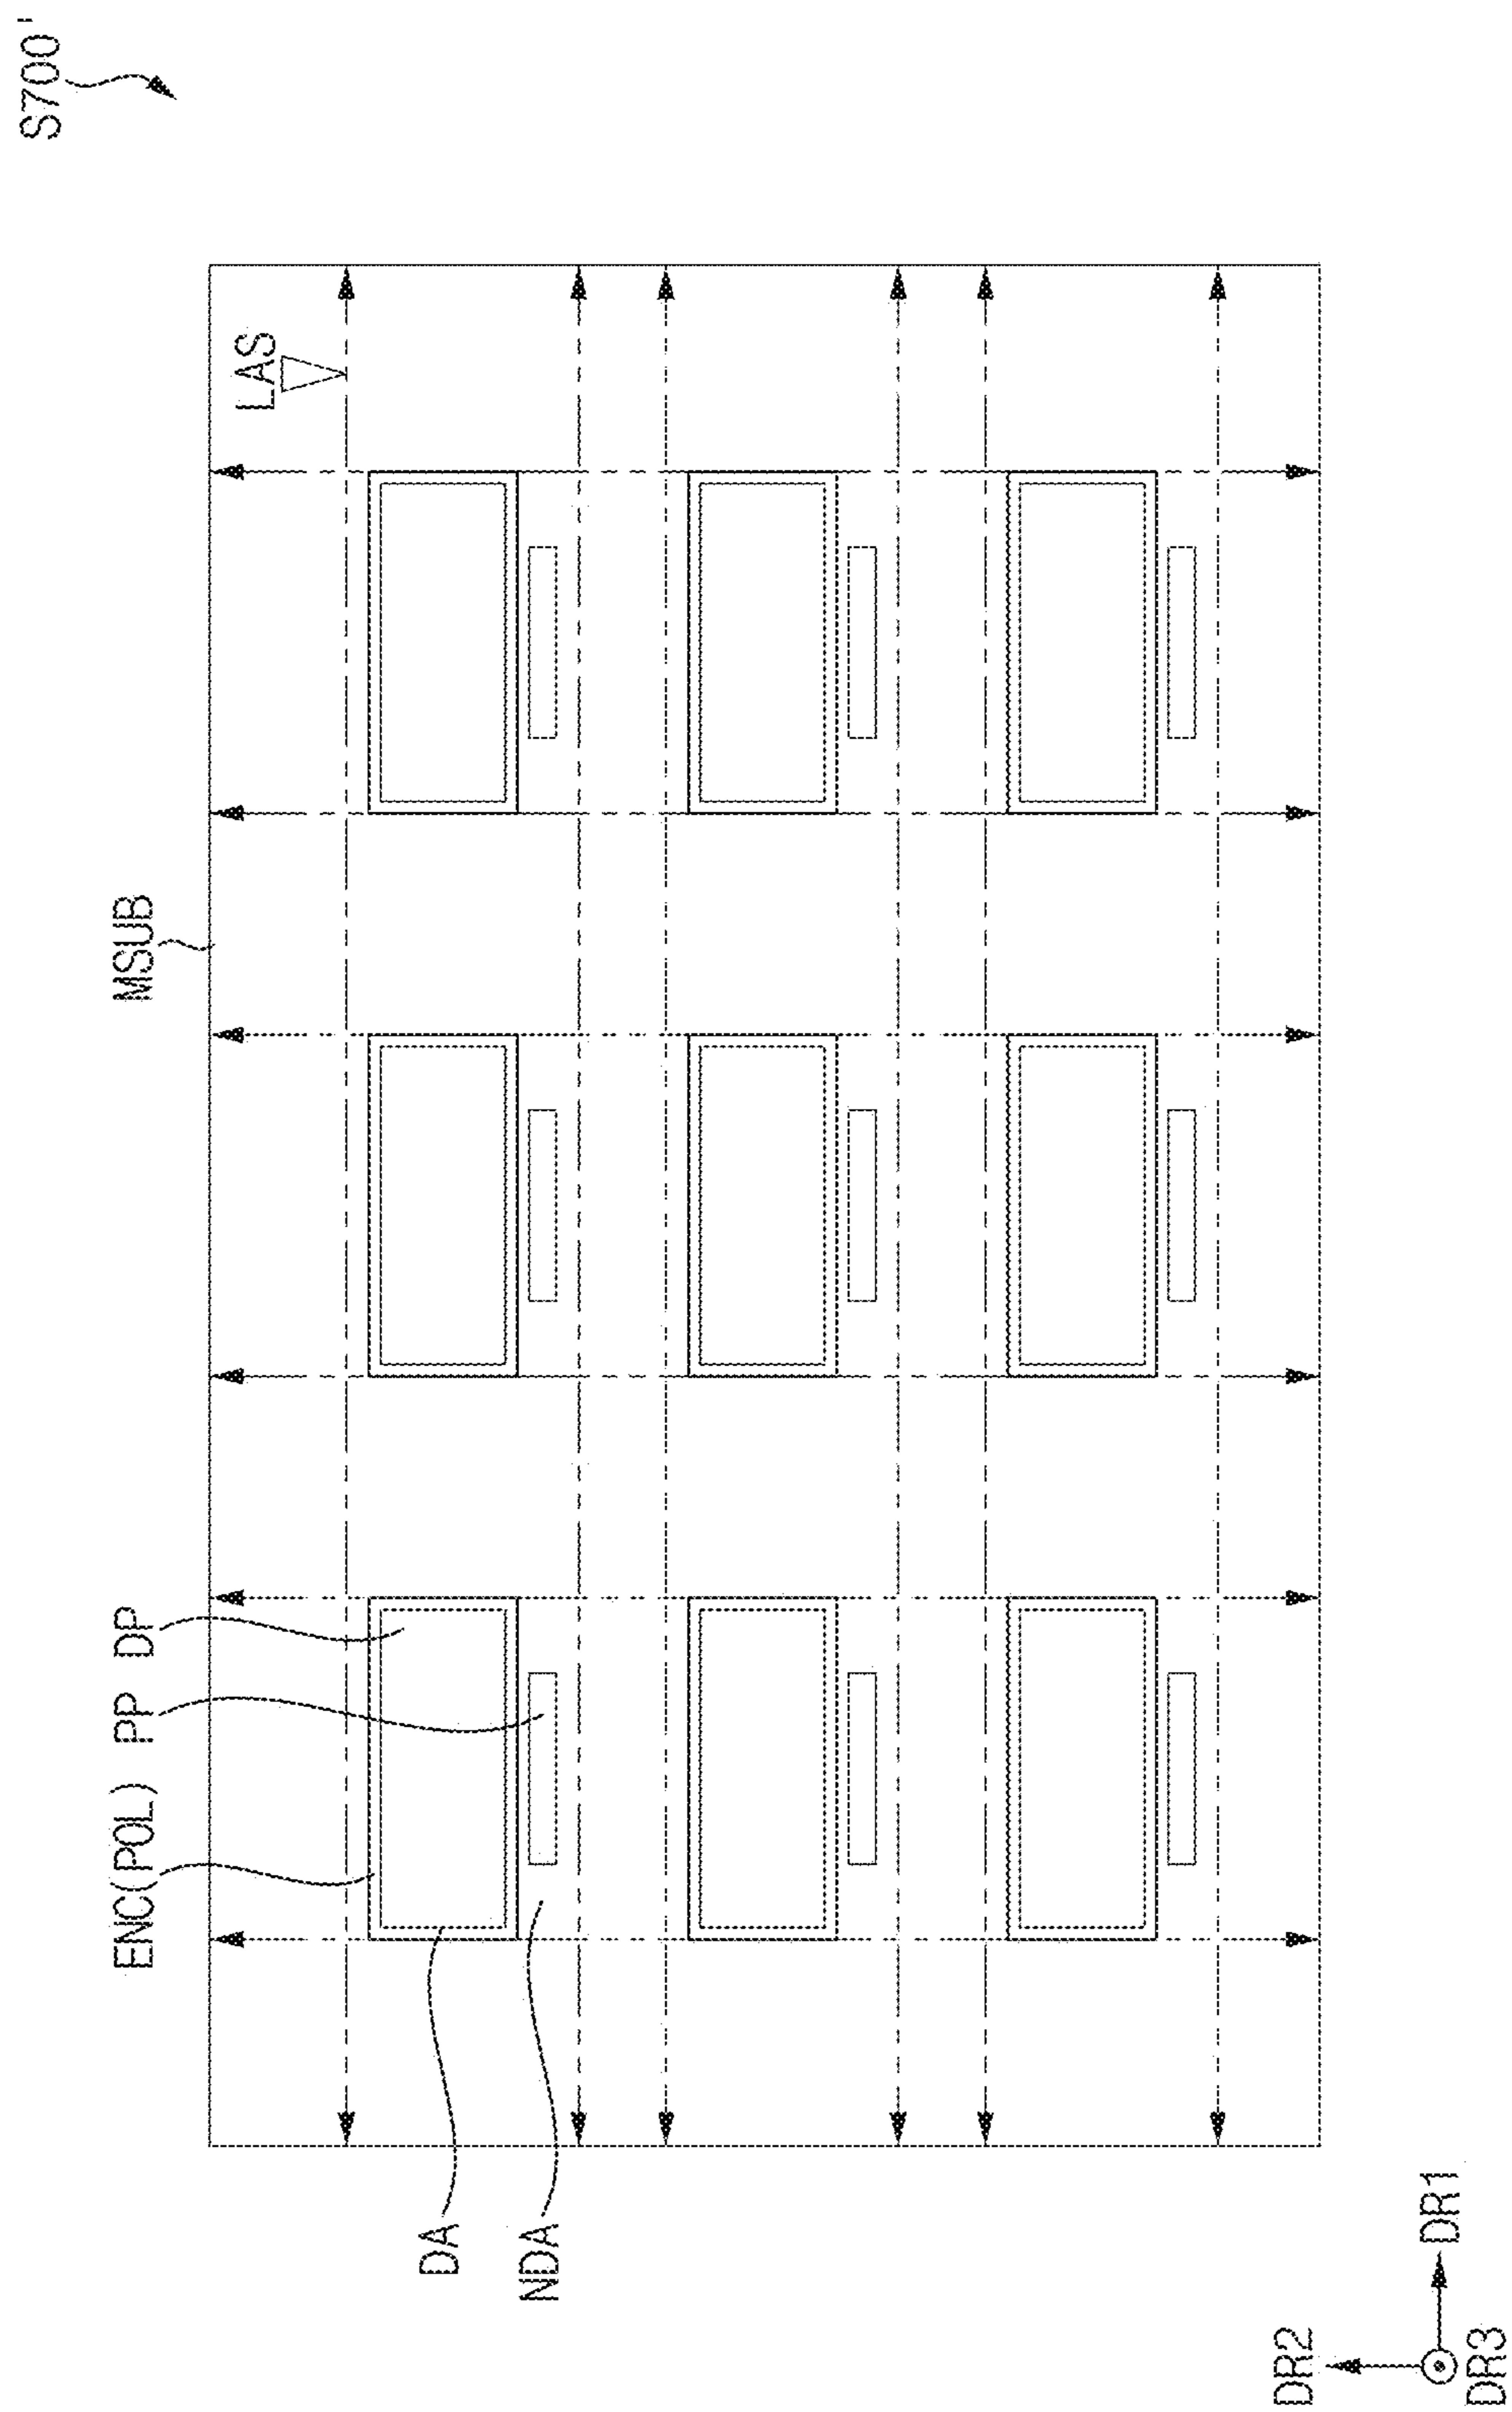 S700'
LAS
MSUB
ENC(POL) PP DP
DA
NDA
DR2
DR1
DR3